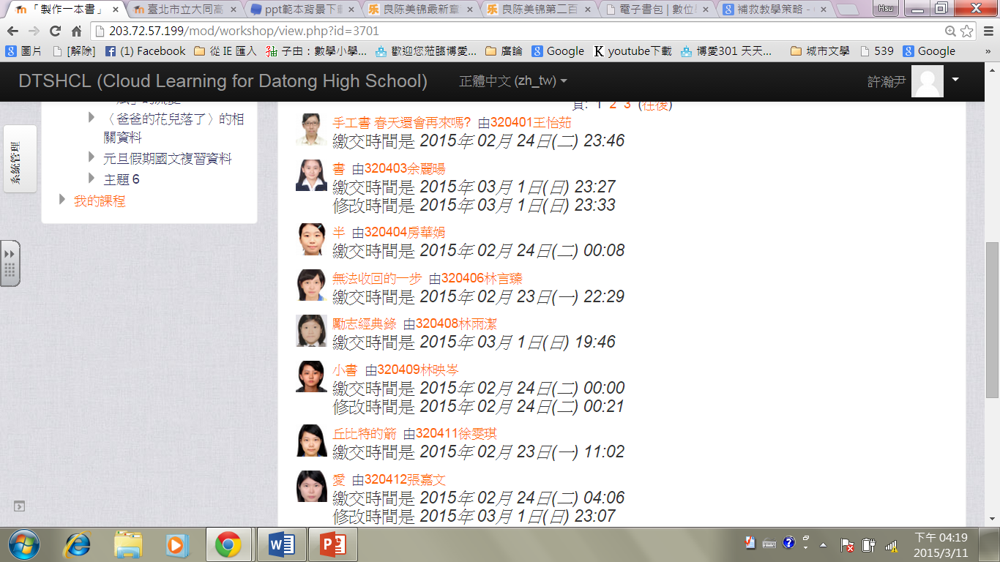 「製作一本書」
臺北市立大同高
ppt範本背景下載
良陈美锦最新章
良陈美锦第二百
電子書包 | 數位學
補救教學策略 -
Hsu
203.72.57.199/mod/workshop/view.php?id=3701
圖片
[解除]
(1) Facebook
從 IE 匯入
子由：數學小學...
歡迎您蒞臨博愛...
廣論
Google
youtube下載
博愛301 天天...
城市文學
539
Google
»
DTSHCL (Cloud Learning for Datong High School)
正體中文 (zh_tw)
許瀚尹
頁: 1 2 3 (往後)
〈爸爸的花兒落了〉的相
關資料
元旦假期國文複習資料
主題 6
我的課程
系統管理
手工書 春天還會再來嗎? 由320401王怡茹
繳交時間是 2015年 02月 24日(二) 23:46
書 由320403余麗暘
繳交時間是 2015年 03月 1日(日) 23:27
修改時間是 2015年 03月 1日(日) 23:33
半 由320404房華娟
繳交時間是 2015年 02月 24日(二) 00:08
無法收回的一步 由320406林言臻
繳交時間是 2015年 02月 23日(一) 22:29
勵志經典錄 由320408林雨潔
繳交時間是 2015年 03月 1日(日) 19:46
小書 由320409林映岑
繳交時間是 2015年 02月 24日(二) 00:00
修改時間是 2015年 02月 24日(二) 00:21
丘比特的箭 由320411徐雯琪
繳交時間是 2015年 02月 23日(一) 11:02
愛 由320412張嘉文
繳交時間是 2015年 02月 24日(二) 04:06
修改時間是 2015年 03月 1日(日) 23:07
下午 04:19
2015/3/11